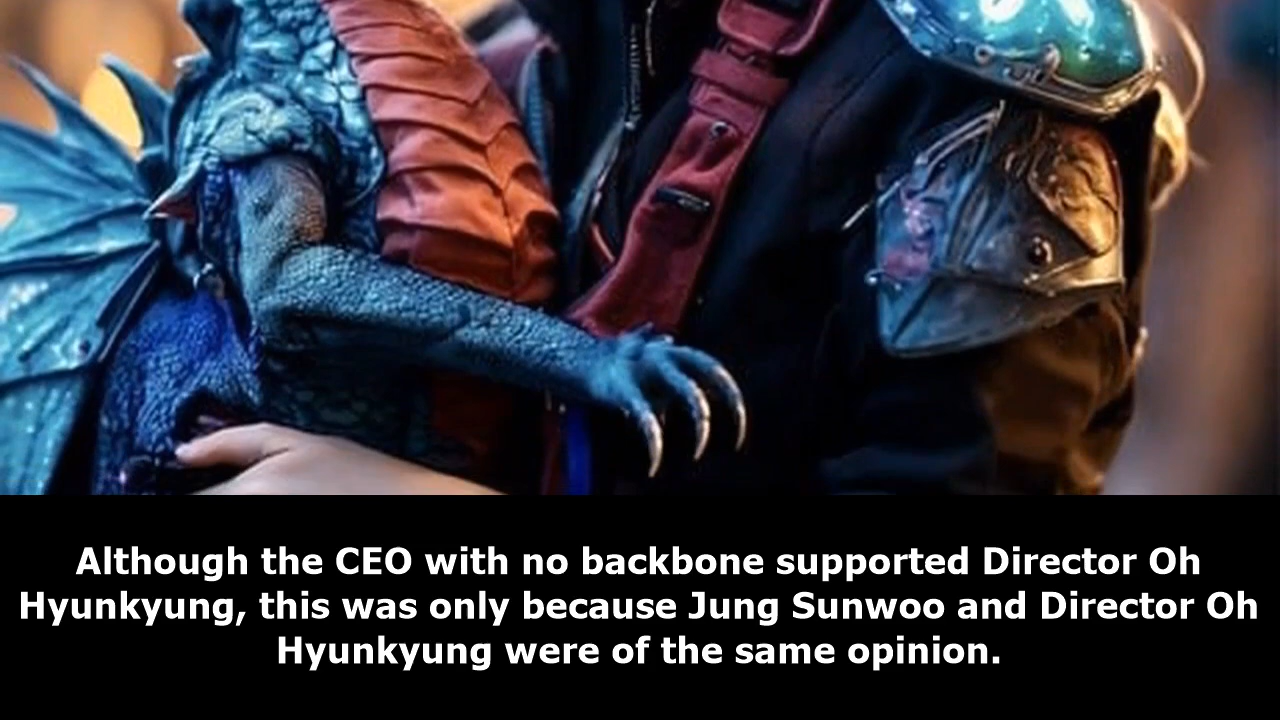 Although the CEO with no backbone supported Director Oh
Hyunkyung, this was only because Jung Sunwoo and Director Oh
Hyunkyung were of the same opinion.